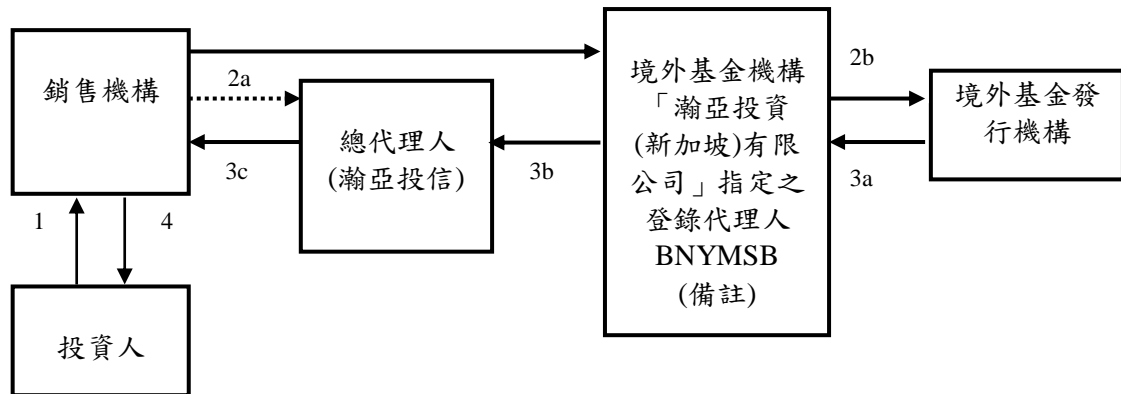 銷售機構
2a
總代理人
(瀚亞投信)
3c
3b
境外基金機構
「瀚亞投資
(新加坡)有限
公司」指定之
登錄代理人
BNYMSB
(備註)
2b
3a
境外基金發
行機構
1
4
投資人